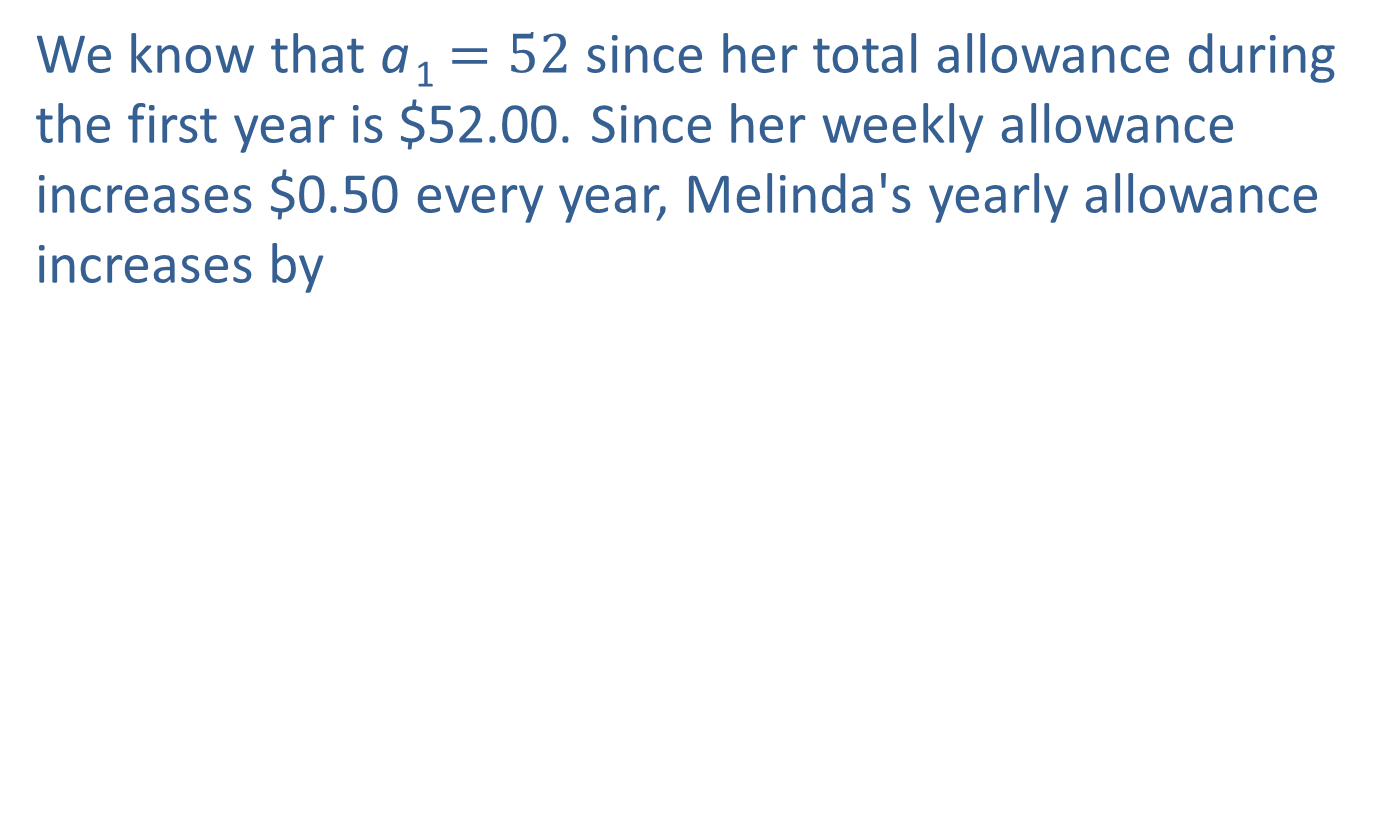 We know that a₁ = 52 since her total allowance during
the first year is $52.00. Since her weekly allowance
increases $0.50 every year, Melinda's yearly allowance
increases by